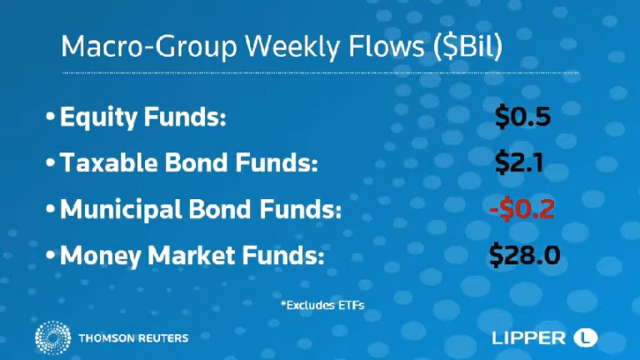 Macro-Group Weekly Flows ($Bil)
• Equity Funds: $0.5
• Taxable Bond Funds: $2.1
• Municipal Bond Funds: -$0.2
• Money Market Funds: $28.0
*Excludes ETFs
THOMSON REUTERS LIPPER L